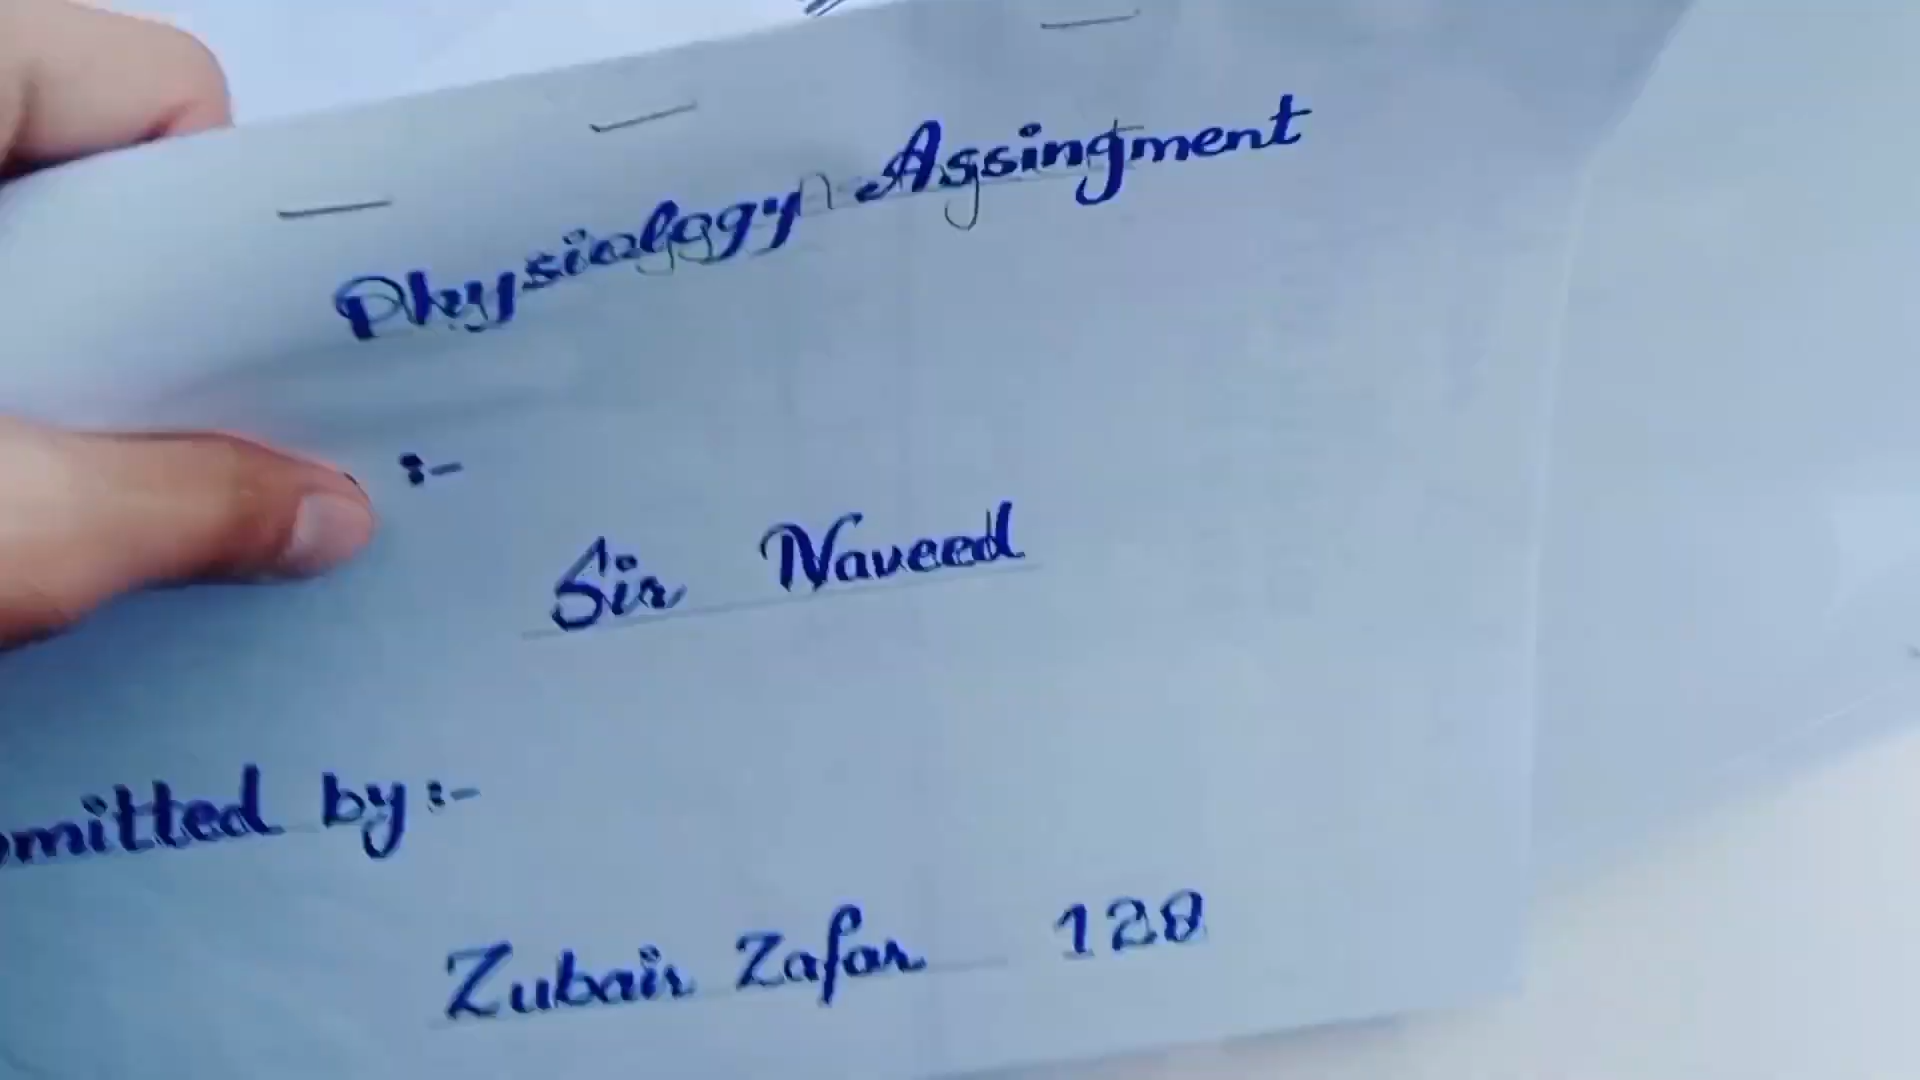 Physiology Assingment
:-
Sir Naveed
mitted by:-
Zubair Zafar 128